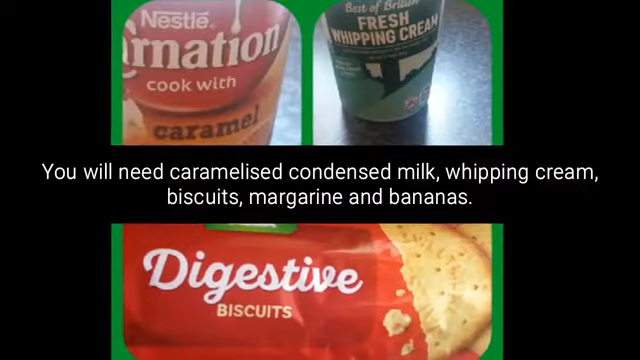 Nestlé
Carnation
cook with
caramel
Best of British
FRESH
WHIPPING CREAM
You will need caramelised condensed milk, whipping cream,
biscuits, margarine and bananas.
Digestive
BISCUITS